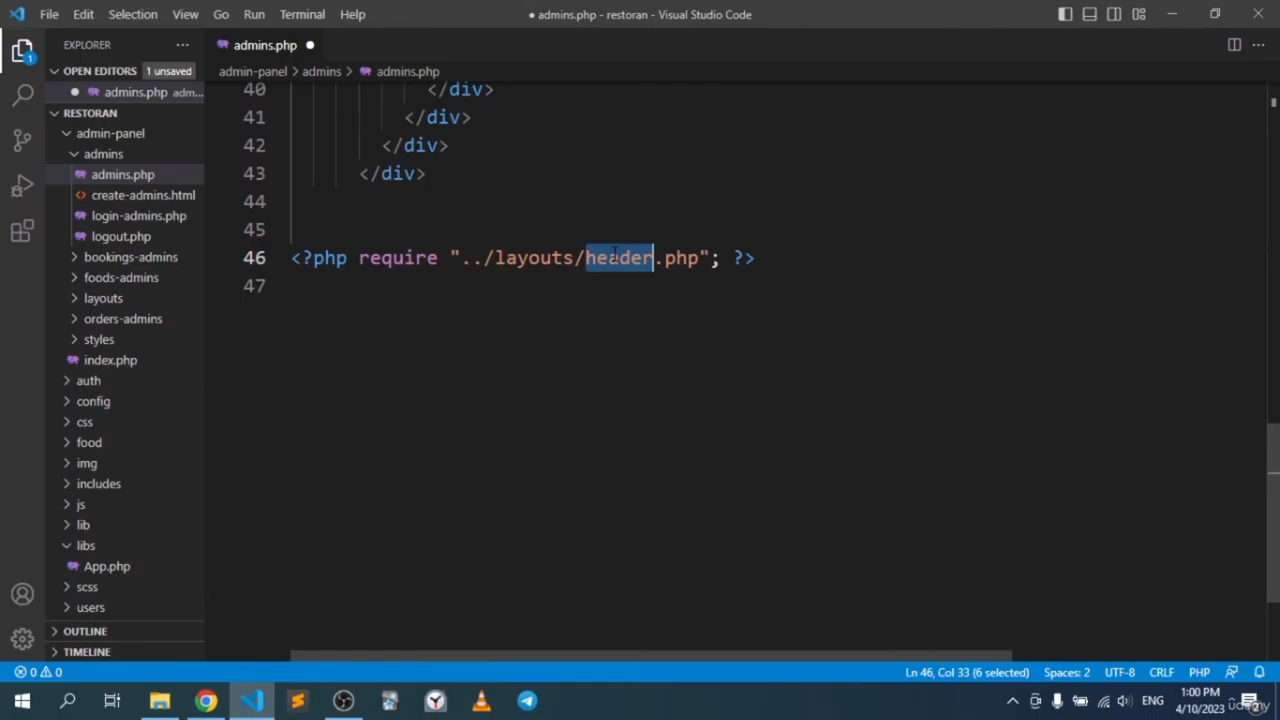 File Edit Selection View Go Run Terminal Help
● admins.php - restoran - Visual Studio Code
EXPLORER
admins.php
OPEN EDITORS 1 unsaved
admin-panel > admins > admins.php
admins.php adm...
RESTORAN
admin-panel
admins
admins.php
create-admins.html
login-admins.php
logout.php
bookings-admins
foods-admins
layouts
orders-admins
styles
index.php
auth
config
css
food
img
includes
js
lib
libs
App.php
scss
users
OUTLINE
TIMELINE
40 </div>
41 </div>
42 </div>
43 </div>
44
45
46 <?php require "../layouts/header.php"; ?>
47
0 0
Ln 46, Col 33 (6 selected) Spaces: 2 UTF-8 CRLF PHP
1
ENG
1:00 PM
4/10/2023
udemy